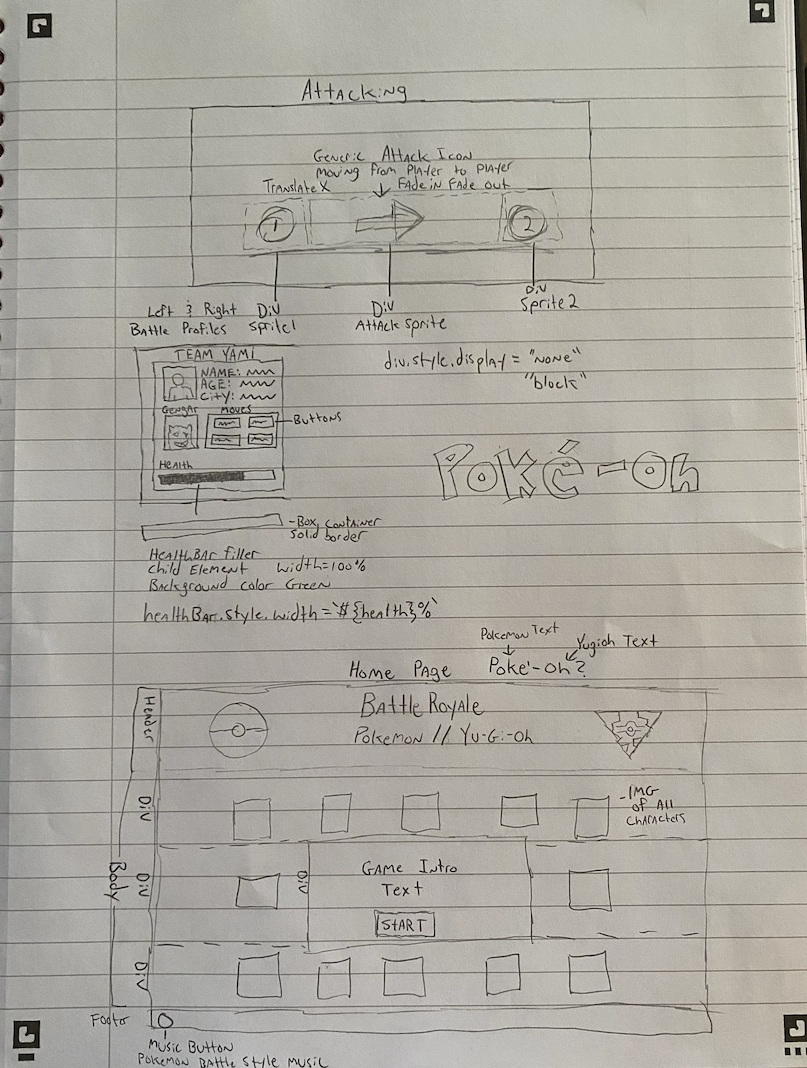 Attacking
Generic Attack Icon
moving from Player to Player
Translate X
Fade in Fade out
1
2
Left & Right
Battle Profiles
Div
Sprite1
Div
Attack Sprite
Div
Sprite 2
TEAM YAMI
NAME:
AGE:
City:
Gengar
Moves
Buttons
Health
div.style.display = "none"
"block"
Poké-Oh
-Box, container
Solid border
HealthBar filler
child Element width=100%
Background color Green
healthBar.style.width = `${health}%`
Pokemon Text
Yugioh Text
Home Page
Poke'-oh?
Header
Battle Royale
Pokemon // Yu-Gi-Oh
Div
-IMG
of All
Characters
Body
Div
Div
Game Intro
Text
START
Div
Footer
Music Button
Pokemon Battle Style Music